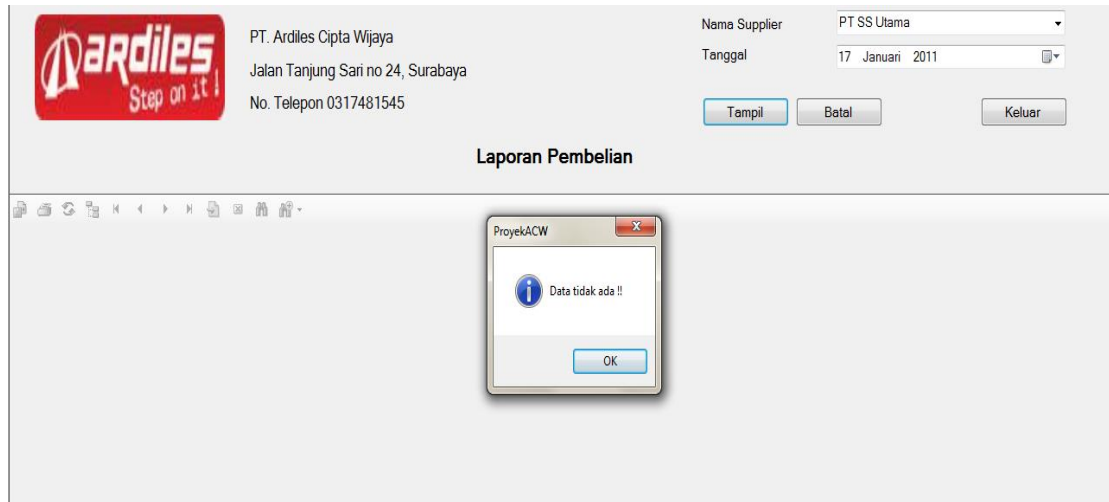 ardiles
Step on it !
PT. Ardiles Cipta Wijaya
Jalan Tanjung Sari no 24, Surabaya
No. Telepon 0317481545
Nama Supplier
PT SS Utama
Tanggal
17 Januari 2011
Tampil
Batal
Keluar
Laporan Pembelian
ProyekACW
Data tidak ada !!
OK